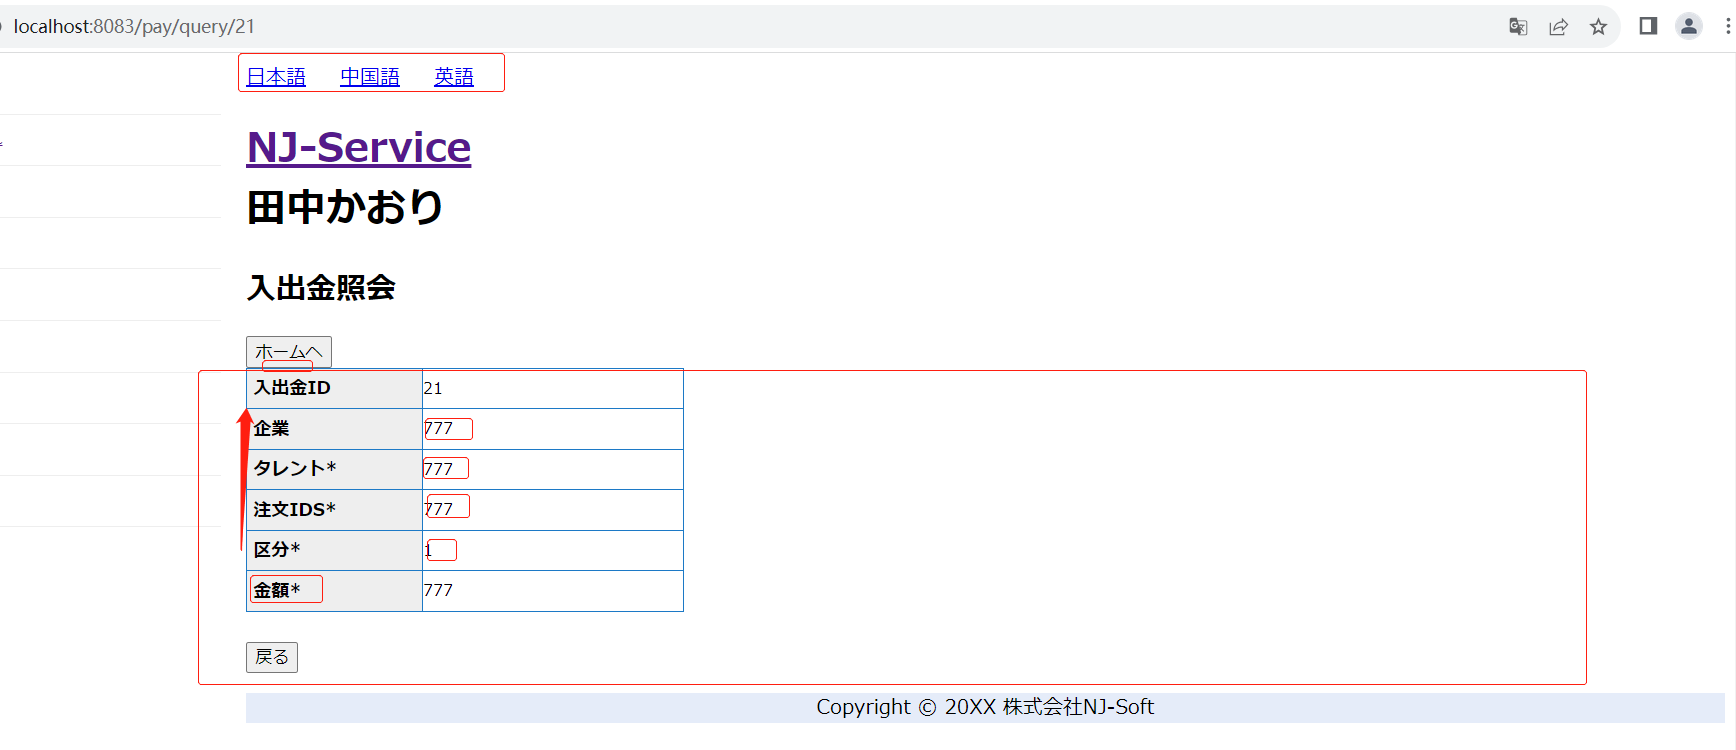 localhost:8083/pay/query/21
日本語 中国語 英語
NJ-Service
田中かおり
入出金照会
ホームへ
入出金ID 21
企業 777
タレント* 777
注文IDS* 777
区分* 1
金額* 777
戻る
Copyright © 20XX 株式会社NJ-Soft